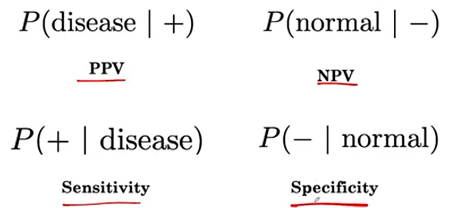 P(disease | +) P(normal | −)
PPV NPV
P(+ | disease) P(− | normal)
Sensitivity Specificity